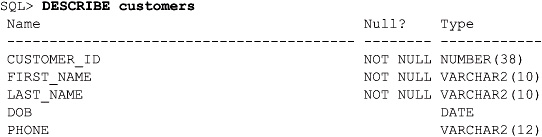 SQL> DESCRIBE customers
Name Null? Type
----------------------------------------- -------- ------------
CUSTOMER_ID NOT NULL NUMBER(38)
FIRST_NAME NOT NULL VARCHAR2(10)
LAST_NAME NOT NULL VARCHAR2(10)
DOB DATE
PHONE VARCHAR2(12)